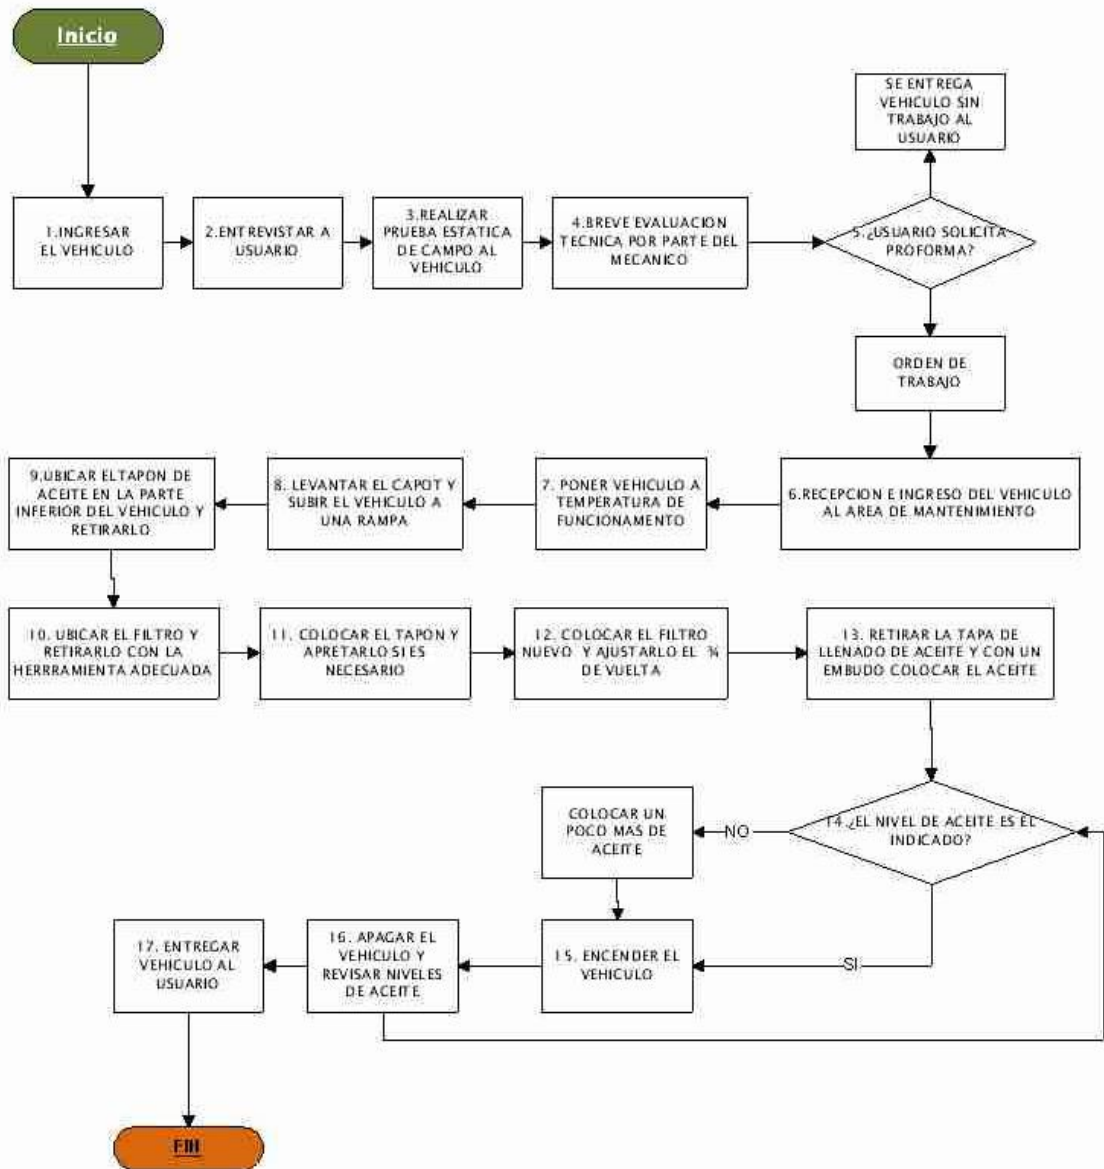 Inicio
SE ENTREGA
VEHICULO SIN
TRABAJO AL
USUARIO
1.INGRESAR
EL VEHICULO
2.ENTREVISTAR A
USUARIO
3.REALIZAR
PRUEBA ESTATICA
DE CAMPO AL
VEHICULO
4.BREVE EVALUACION
TECNICA POR PARTE DEL
MECANICO
5.¿USUARIO SOLICITA
PROFORMA?
ORDEN DE
TRABAJO
6.RECEPCION E INGRESO DEL VEHICULO
AL AREA DE MANTENIMIENTO
7. PONER VEHICULO A
TEMPERATURA DE
FUNCIONAMENTO
8. LEVANTAR EL CAPOT Y
SUBIR EL VEHICULO A
UNA RAMPA
9.UBICAR EL TAPON DE
ACEITE EN LA PARTE
INFERIOR DEL VEHICULO Y
RETIRARLO
10. UBICAR EL FILTRO Y
RETIRARLO CON LA
HERRRAMIENTA ADECUADA
11. COLOCAR EL TAPON Y
APRETARLO SI ES
NECESARIO
12. COLOCAR EL FILTRO
NUEVO Y AJUSTARLO EL ¾
DE VUELTA
13. RETIRAR LA TAPA DE
LLENADO DE ACEITE Y CON UN
EMBUDO COLOCAR EL ACEITE
14.¿EL NIVEL DE ACEITE ES EL
INDICADO?
NO
COLOCAR UN
POCO MAS DE
ACEITE
SI
15. ENCENDER EL
VEHICULO
16. APAGAR EL
VEHICULO Y
REVISAR NIVELES
DE ACEITE
17. ENTREGAR
VEHICULO AL
USUARIO
FIN